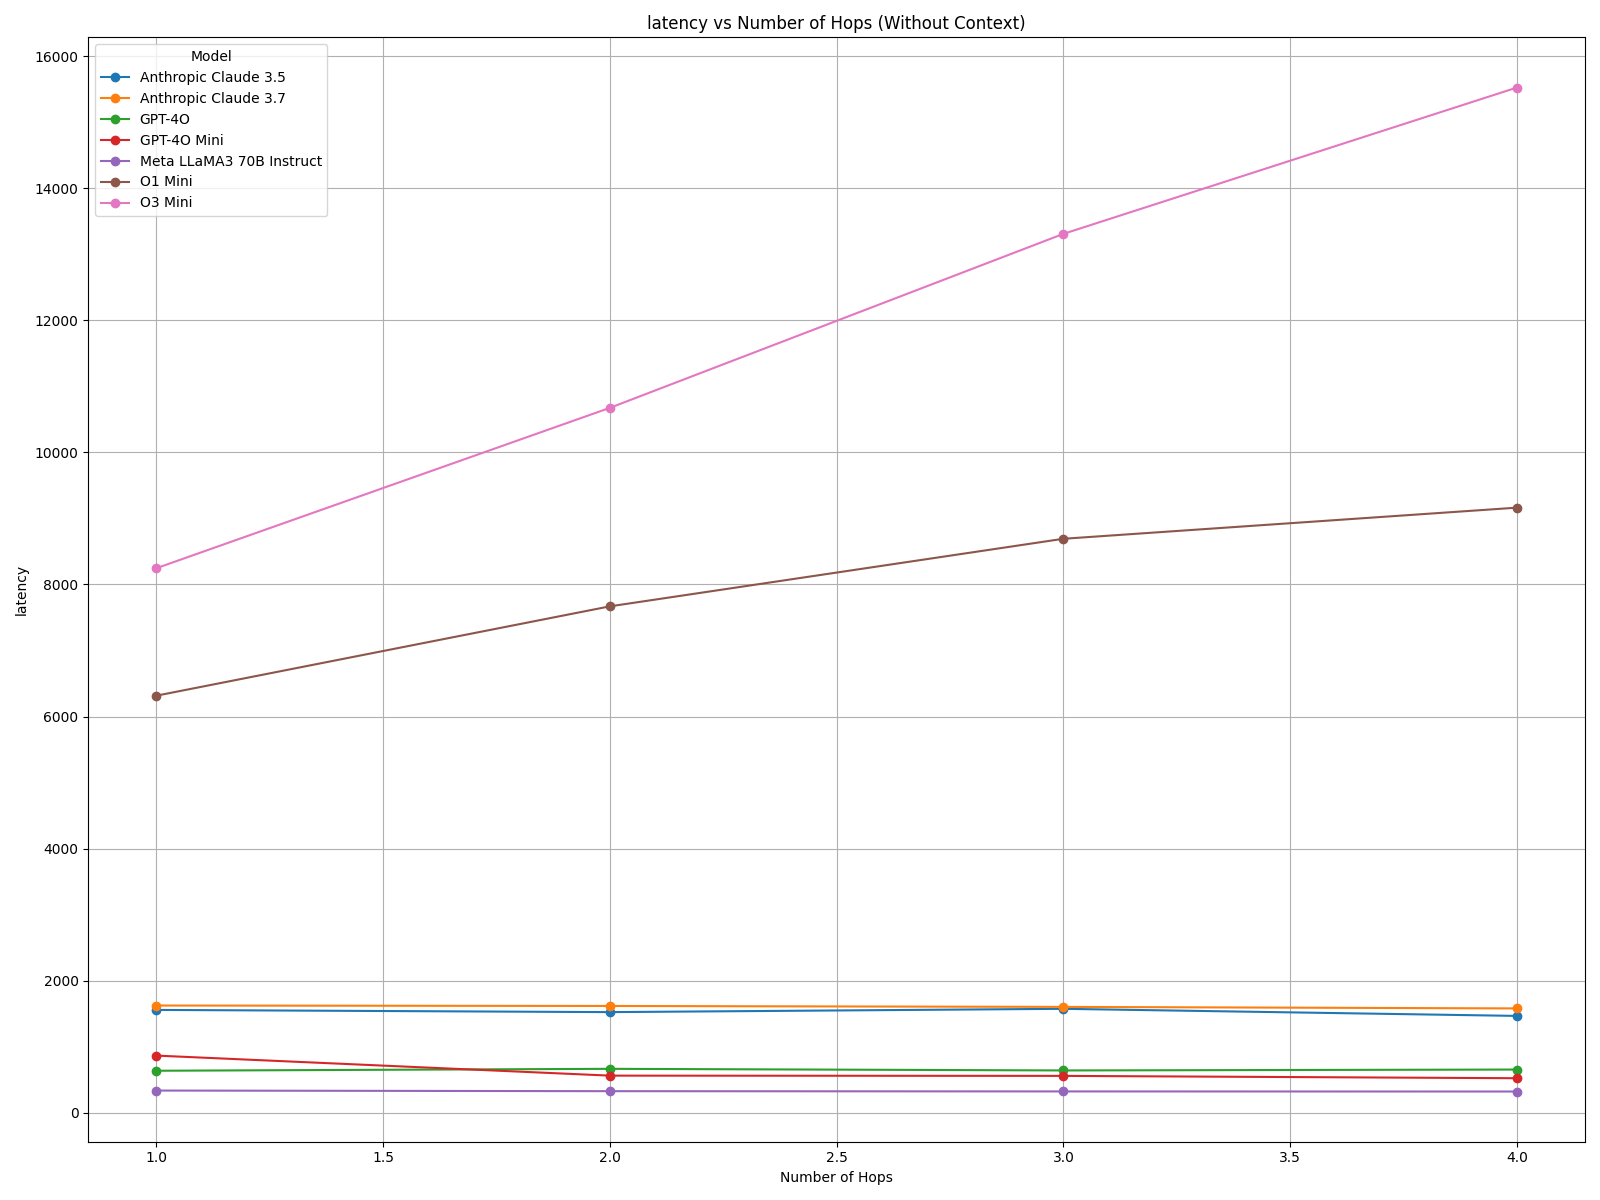 latency vs Number of Hops (Without Context)
Model
Anthropic Claude 3.5
Anthropic Claude 3.7
GPT-4O
GPT-4O Mini
Meta LLaMA3 70B Instruct
O1 Mini
O3 Mini
16000
14000
12000
10000
8000
6000
4000
2000
0
latency
1.0 1.5 2.0 2.5 3.0 3.5 4.0
Number of Hops